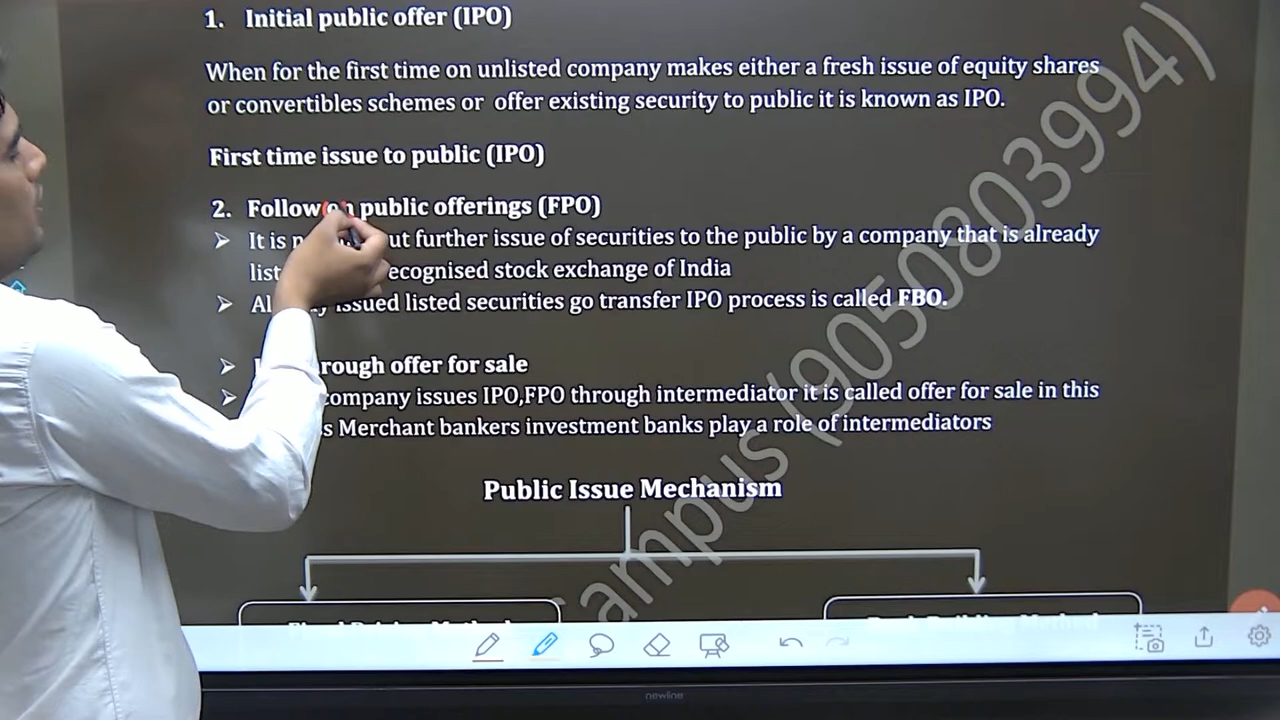 1. Initial public offer (IPO)
When for the first time on unlisted company makes either a fresh issue of equity shares
or convertibles schemes or offer existing security to public it is known as IPO.
First time issue to public (IPO)
2. Follow on public offerings (FPO)
It is further issue of securities to the public by a company that is already
recognised stock exchange of India
issued listed securities go transfer IPO process is called FBO.
offer for sale
company issues IPO,FPO through intermediator it is called offer for sale in this
Merchant bankers investment banks play a role of intermediators
Public Issue Mechanism
ampus (9050803994)
newline